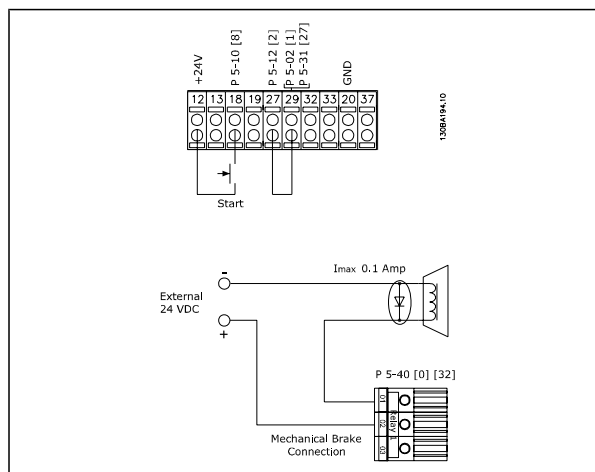 +24V
P 5-10 [8]
P 5-12 [2]
P 5-02 [1]
P 5-31 [27]
GND
12 13 18 19 27 29 32 33 20 37
130BA194.10
Start
Imax 0.1 Amp
-
External
24 VDC
+
P 5-40 [0] [32]
01
02
03
Relay 1
Mechanical Brake
Connection